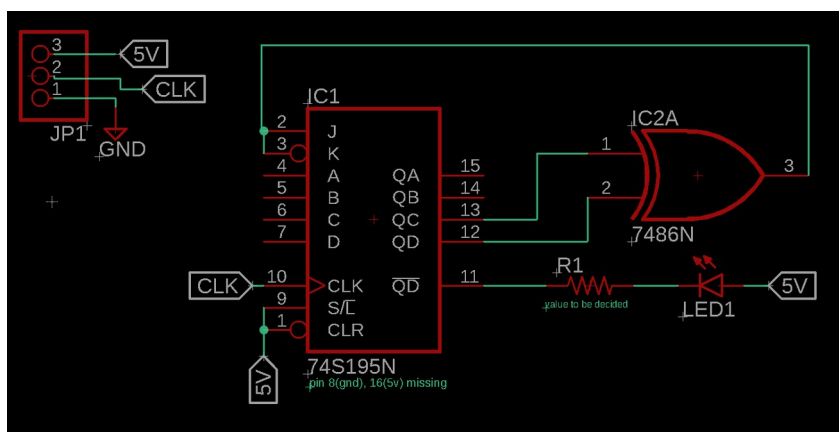 3
5V
2
CLK
1
JP1
GND
IC1
2 J
3 K
4 A QA 15
5 B QB 14
6 C QC 13
7 D QD 12
10 CLK Q̅D̅ 11
9 S/L̅
1 CLR
CLK
5V
74S195N
pin 8(gnd), 16(5v) missing
IC2A
1
2
3
7486N
R1
value to be decided
LED1
5V